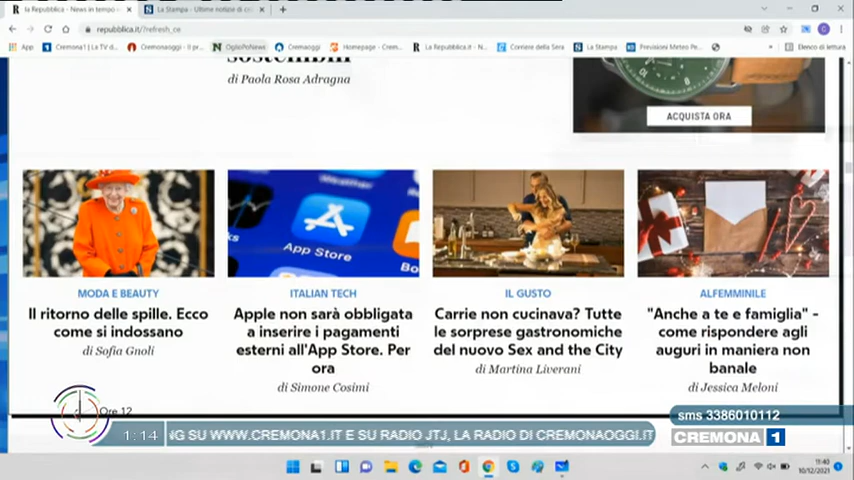 la Repubblica - News in tempo r
La Stampa - Ultime notizie di cr
repubblica.it/?refresh_ce
App
Cremona1 | La TV d...
Cremonaoggi - Il pr...
OglioPoNews
Cremaoggi
Homepage - Crem...
La Repubblica.it - N...
Corriere della Sera
La Stampa
Previsioni Meteo Pe...
Elenco di lettura
sostenibili
di Paola Rosa Adragna
ACQUISTA ORA
Weather
App Store
MODA E BEAUTY
Il ritorno delle spille. Ecco
come si indossano
di Sofia Gnoli
ITALIAN TECH
Apple non sarà obbligata
a inserire i pagamenti
esterni all'App Store. Per
ora
di Simone Cosimi
IL GUSTO
Carrie non cucinava? Tutte
le sorprese gastronomiche
del nuovo Sex and the City
di Martina Liverani
ALFEMMINILE
"Anche a te e famiglia" -
come rispondere agli
auguri in maniera non
banale
di Jessica Meloni
Ore 12
sms 3386010112
1:14
NG SU WWW.CREMONA1.IT E SU RADIO JTJ, LA RADIO DI CREMONAOGGI.IT
CREMONA 1
11:40
10/12/2021